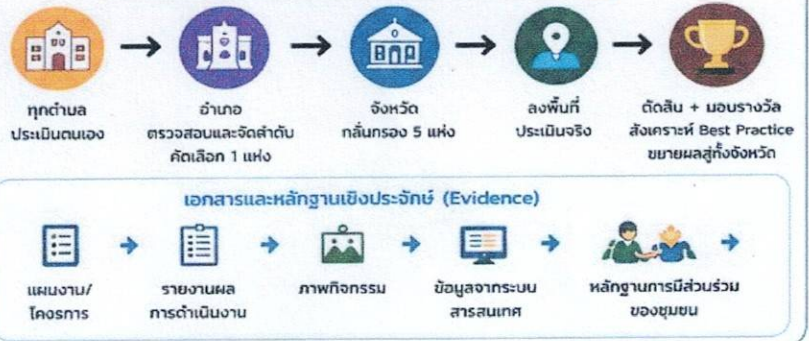 ทุกตำบล
ประเมินตนเอง
อำเภอ
ตรวจสอบและจัดลำดับ
คัดเลือก 1 แห่ง
จังหวัด
กลั่นกรอง 5 แห่ง
ลงพื้นที่
ประเมินจริง
ตัดสิน + มอบรางวัล
สังเคราะห์ Best Practice
ขยายผลสู่ทั้งจังหวัด
เอกสารและหลักฐานเชิงประจักษ์ (Evidence)
แผนงาน/
โครงการ
รายงานผล
การดำเนินงาน
ภาพกิจกรรม
ข้อมูลจากระบบ
สารสนเทศ
หลักฐานการมีส่วนร่วม
ของชุมชน